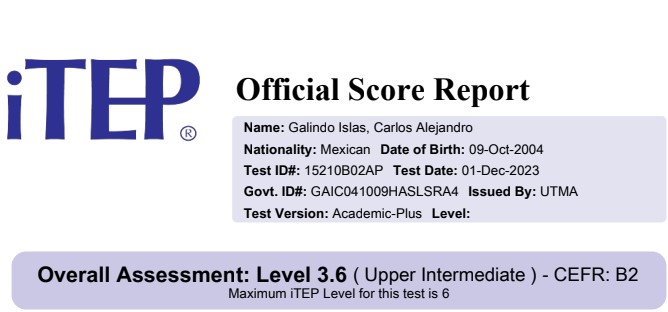 iTEP®
Official Score Report
Name: Galindo Islas, Carlos Alejandro
Nationality: Mexican Date of Birth: 09-Oct-2004
Test ID#: 15210B02AP Test Date: 01-Dec-2023
Govt. ID#: GAIC041009HASLSRA4 Issued By: UTMA
Test Version: Academic-Plus Level:
Overall Assessment: Level 3.6 ( Upper Intermediate ) - CEFR: B2
Maximum iTEP Level for this test is 6